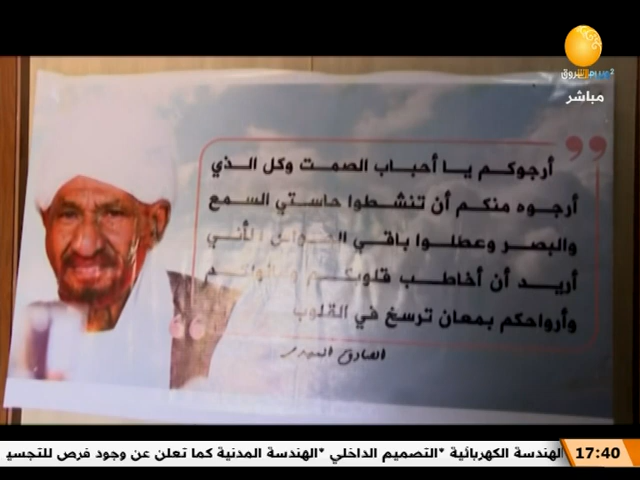 الشروق
مباشر
أرجوكم يا أحباب الصمت وكل الذي
أرجوه منكم أن تنشطوا حاستي السمع
والبصر وعطلوا باقي الحواس لأني
أريد أن أخاطب قلوبكم
وأرواحكم بمعان ترسخ في القلوب
الصادق المهدي
17:40
الهندسة الكهربائية *التصميم الداخلي *الهندسة المدنية كما تعلن عن وجود فرص للتجسير